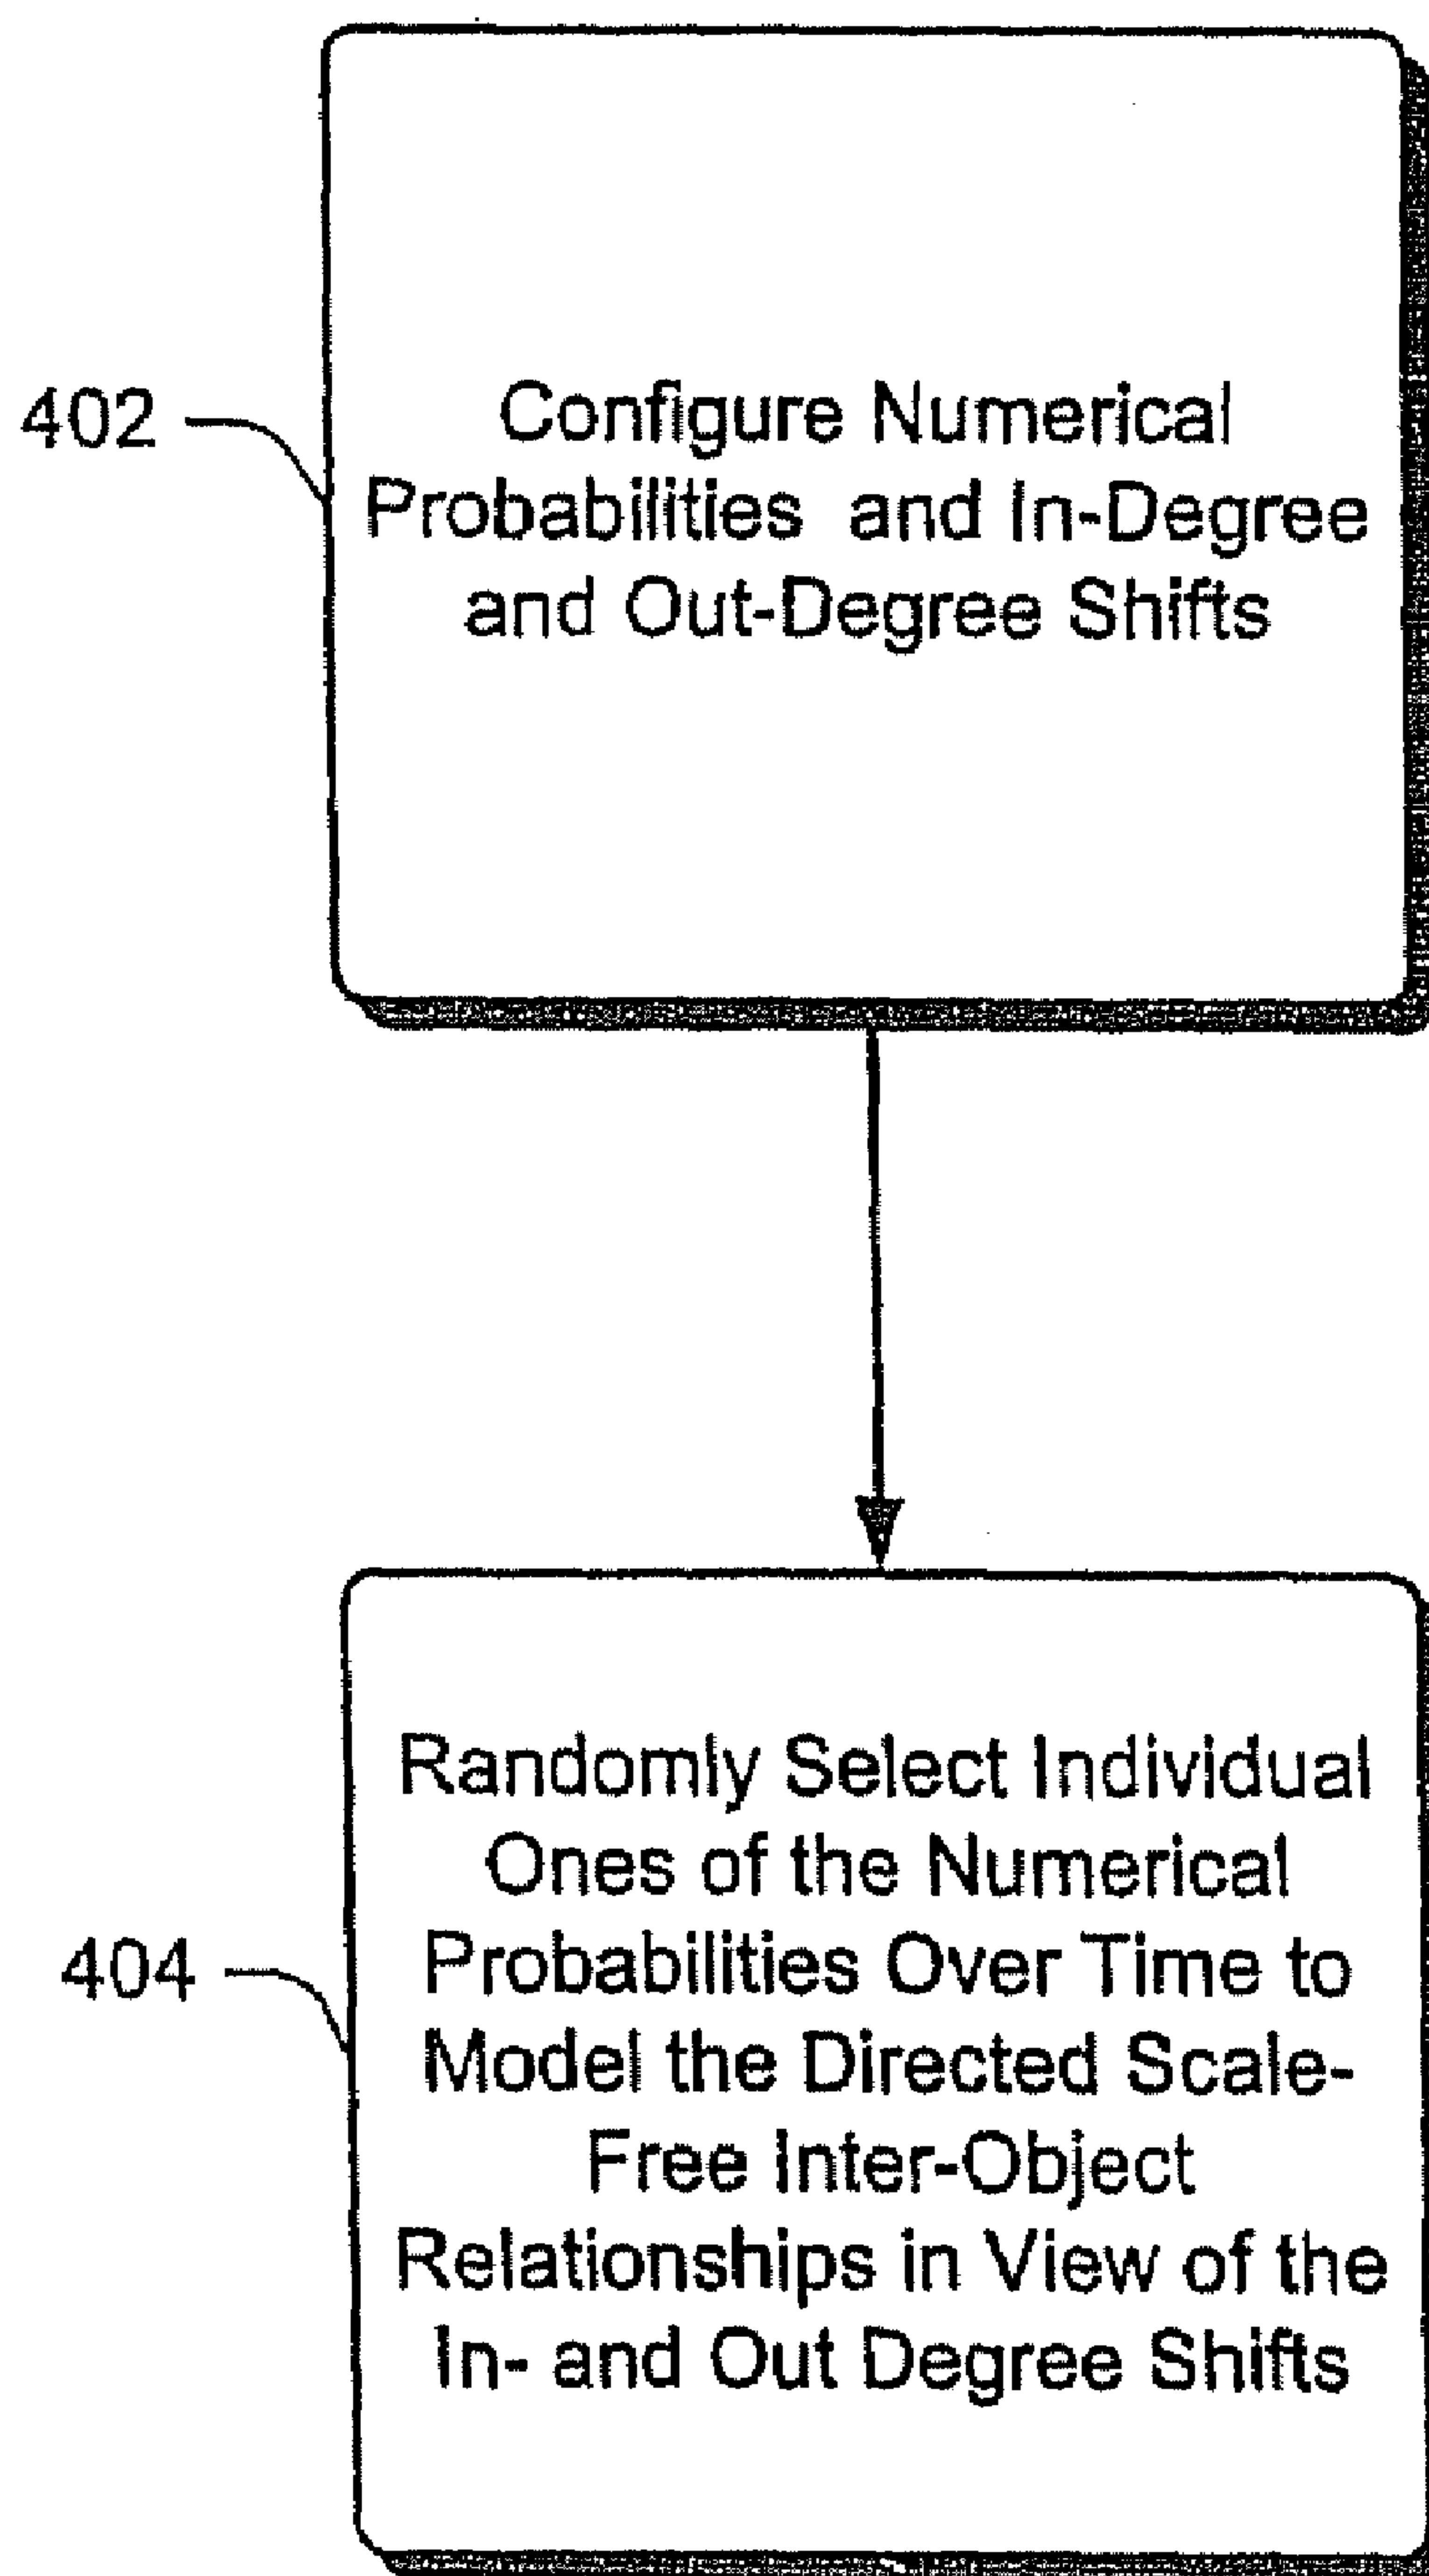 402
Configure Numerical
Probabilities and In-Degree
and Out-Degree Shifts
404
Randomly Select Individual
Ones of the Numerical
Probabilities Over Time to
Model the Directed Scale-
Free Inter-Object
Relationships in View of the
In- and Out Degree Shifts